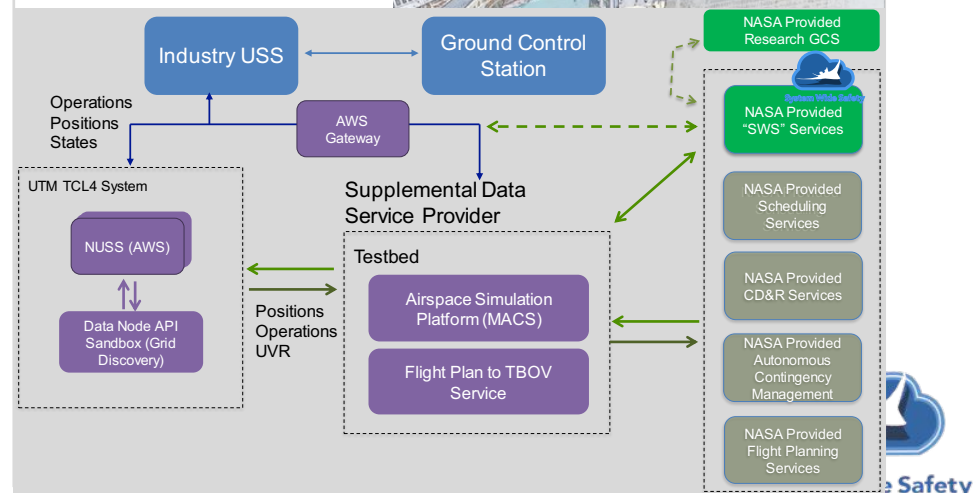 NASA Provided
Research GCS
Industry USS
Ground Control
Station
System Wide Safety
NASA Provided
"SWS" Services
Operations
Positions
States
AWS
Gateway
UTM TCL4 System
NUSS (AWS)
Data Node API
Sandbox (Grid
Discovery)
Supplemental Data
Service Provider
Testbed
Airspace Simulation
Platform (MACS)
Flight Plan to TBOV
Service
Positions
Operations
UVR
NASA Provided
Scheduling
Services
NASA Provided
CD&R Services
NASA Provided
Autonomous
Contingency
Management
NASA Provided
Flight Planning
Services
e Safety